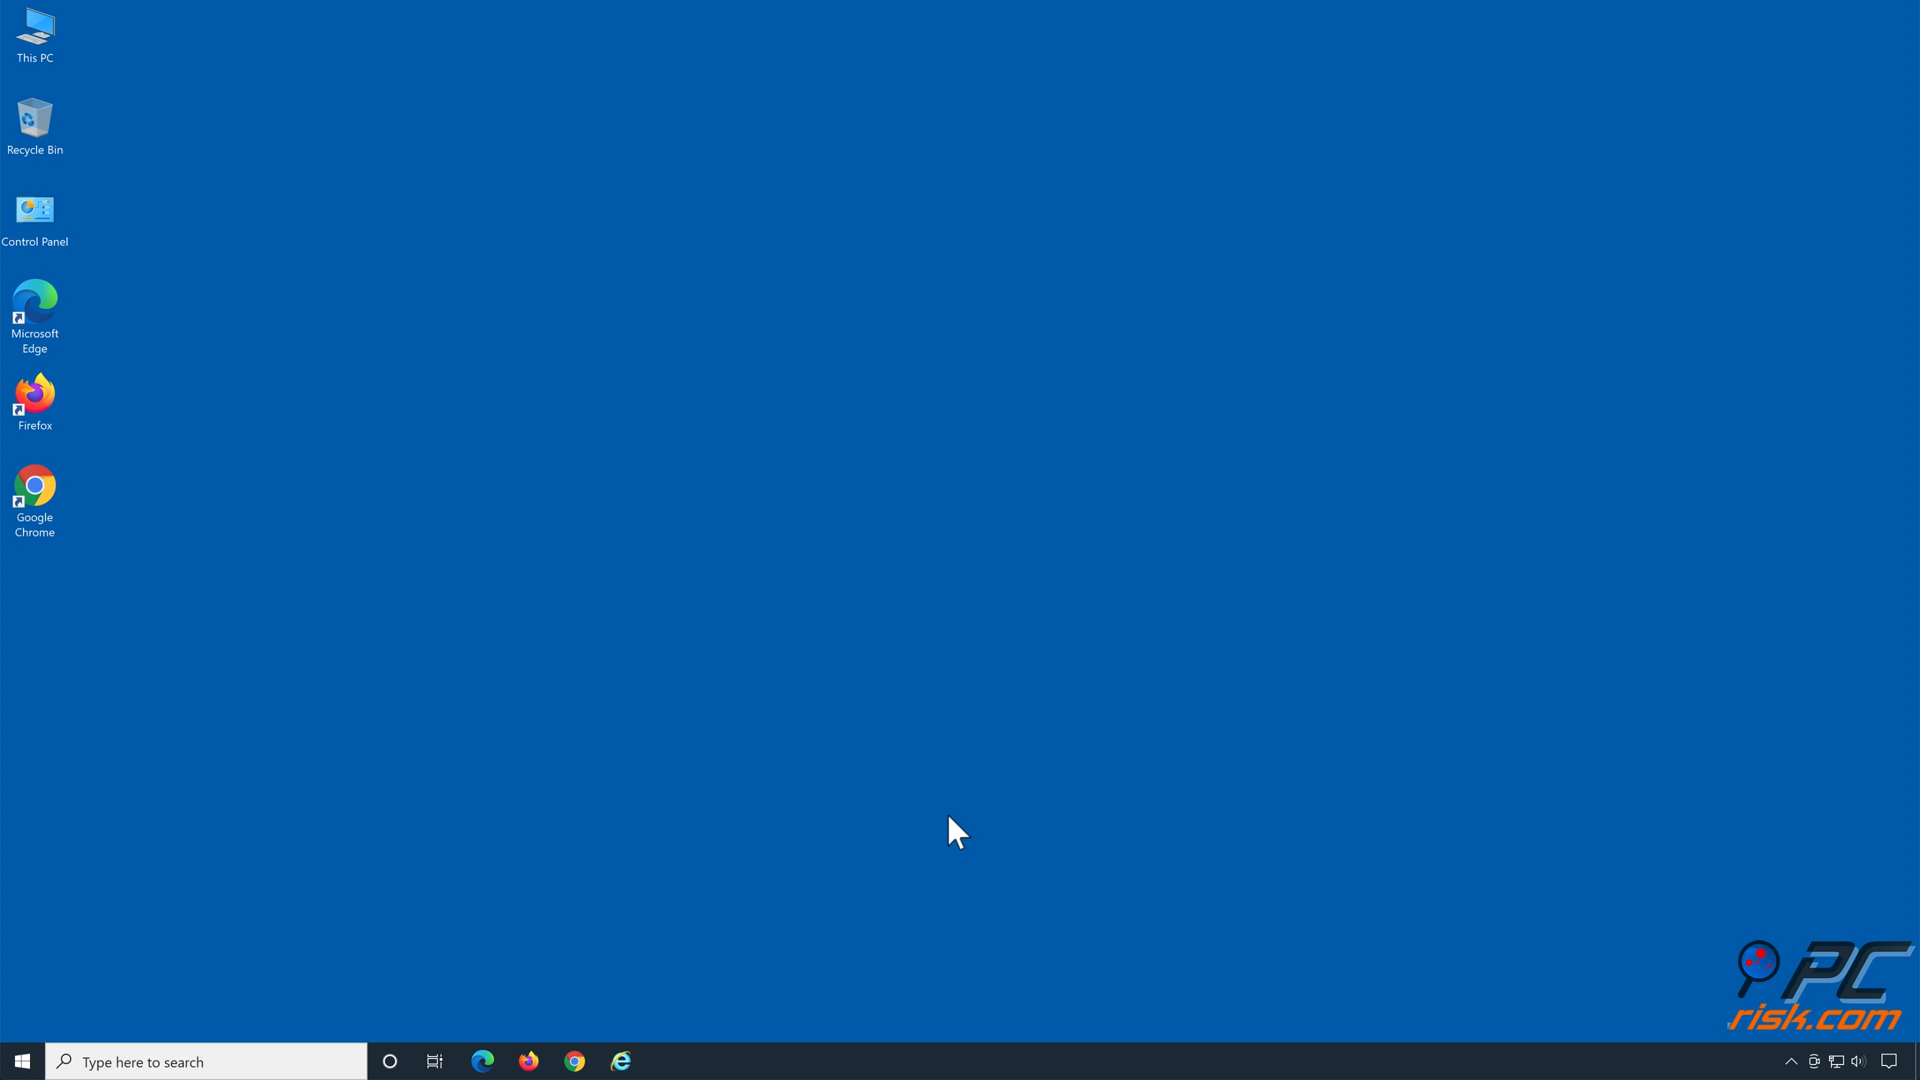 This PC
Recycle Bin
Control Panel
Microsoft
Edge
Firefox
Google
Chrome
PC
risk.com
Type here to search